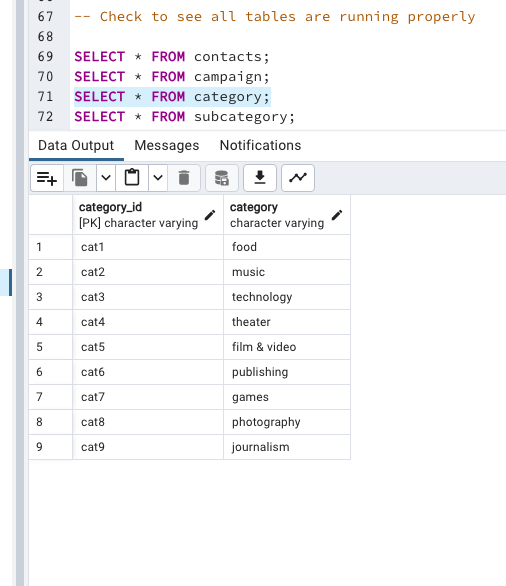 67 -- Check to see all tables are running properly
68
69 SELECT * FROM contacts;
70 SELECT * FROM campaign;
71 SELECT * FROM category;
72 SELECT * FROM subcategory;
Data Output Messages Notifications
category_id category
[PK] character varying character varying
1 cat1 food
2 cat2 music
3 cat3 technology
4 cat4 theater
5 cat5 film & video
6 cat6 publishing
7 cat7 games
8 cat8 photography
9 cat9 journalism